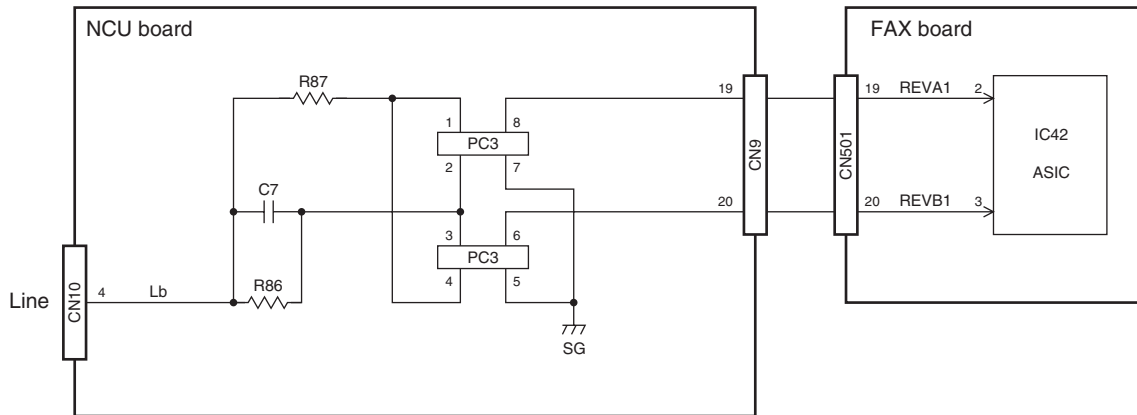 NCU board
FAX board
R87
19
19
REVA1
2
1
8
PC3
2
7
IC42
ASIC
CN9
CN501
C7
20
20
REVB1
3
3
6
PC3
4
5
Line
CN10
4
Lb
R86
SG